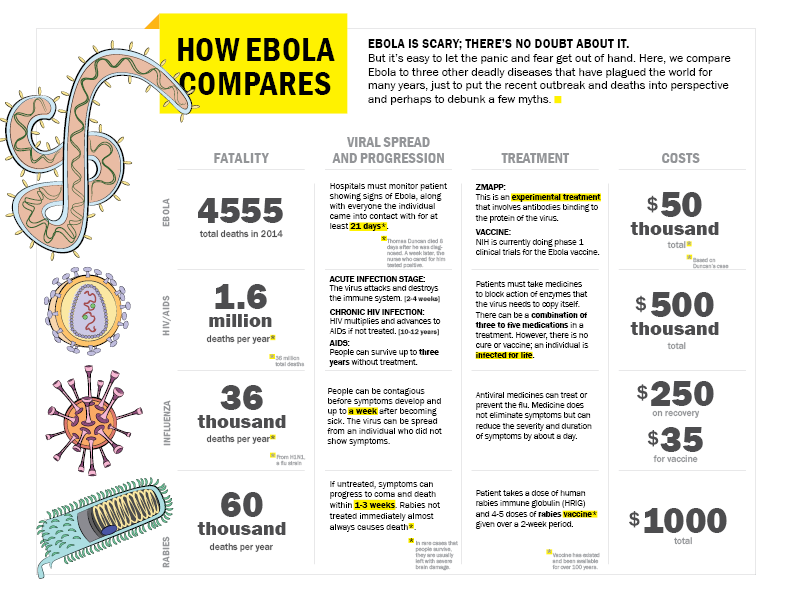 HOW EBOLA
COMPARES
EBOLA IS SCARY; THERE'S NO DOUBT ABOUT IT.
But it's easy to let the panic and fear get out of hand. Here, we compare
Ebola to three other deadly diseases that have plagued the world for
many years, just to put the recent outbreak and deaths into perspective
and perhaps to debunk a few myths.
FATALITY
VIRAL SPREAD
AND PROGRESSION
TREATMENT
COSTS
EBOLA
4555
total deaths in 2014
Hospitals must monitor patient
showing signs of Ebola, along
with everyone the individual
came into contact with for at
least 21 days*.
*Thomas Duncan died 8
days after he was diag-
nosed. A week later, the
nurse who cared for him
tested positive.
ZMAPP:
This is an experimental treatment
that involves antibodies binding to
the protein of the virus.
VACCINE:
NIH is currently doing phase 1
clinical trials for the Ebola vaccine.
$50
thousand
total*
*Based on
Duncan's case
HIV/AIDS
1.6
million
deaths per year*
*36 million
total deaths
ACUTE INFECTION STAGE:
The virus attacks and destroys
the immune system. [2-4 weeks]
CHRONIC HIV INFECTION:
HIV multiplies and advances to
AIDs if not treated. [10-12 years]
AIDS:
People can survive up to three
years without treatment.
Patients must take medicines
to block action of enzymes that
the virus needs to copy itself.
There can be a combination of
three to five medications in a
treatment. However, there is no
cure or vaccine; an individual is
infected for life.
$500
thousand
total
INFLUENZA
36
thousand
deaths per year*
*From H1N1,
a flu strain
People can be contagious
before symptoms develop and
up to a week after becoming
sick. The virus can be spread
from an individual who did not
show symptoms.
Antiviral medicines can treat or
prevent the flu. Medicine does
not eliminate symptoms but can
reduce the severity and duration
of symptoms by about a day.
$250
on recovery
$35
for vaccine
RABIES
60
thousand
deaths per year
If untreated, symptoms can
progress to coma and death
within 1-3 weeks. Rabies not
treated immediately almost
always causes death*.
*In rare cases that
people survive,
they are usually
left with severe
brain damage.
Patient takes a dose of human
rabies immune globulin (HRIG)
and 4-5 doses of rabies vaccine*
given over a 2-week period.
*Vaccine has existed
and been available
for over 100 years.
$1000
total